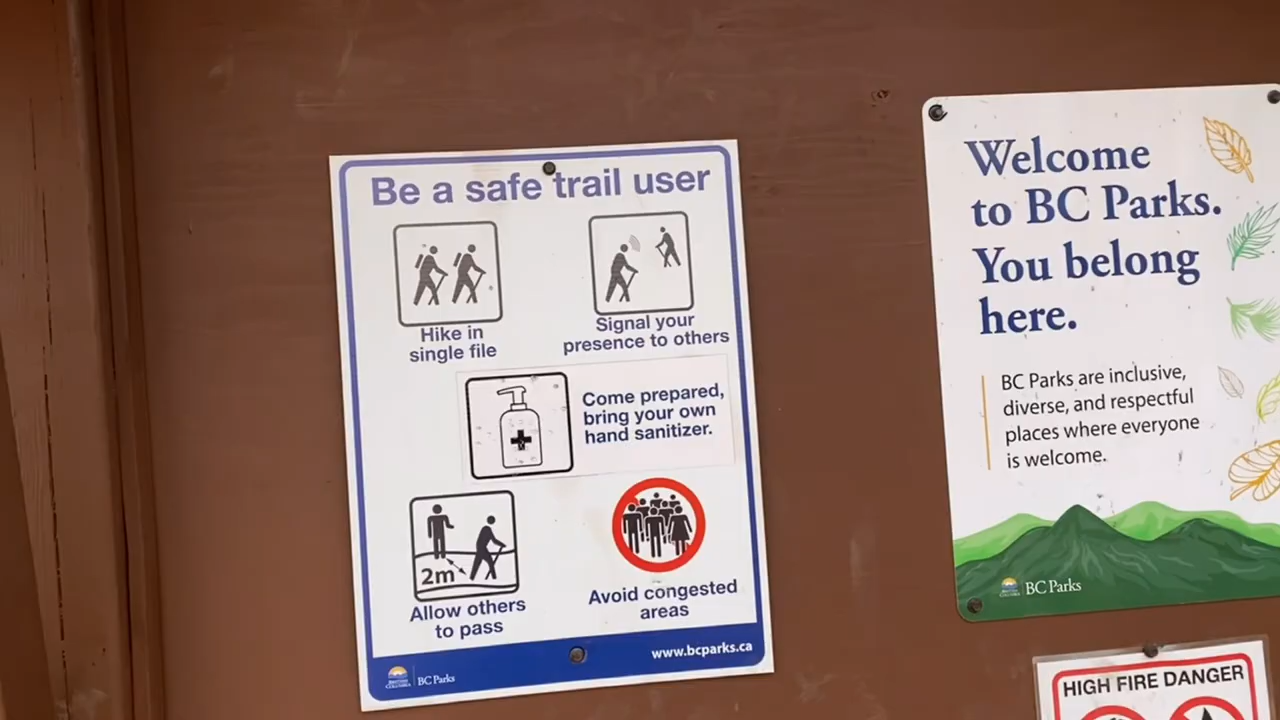 Be a safe trail user
Hike in
single file
Signal your
presence to others
Come prepared,
bring your own
hand sanitizer.
2m
Allow others
to pass
Avoid congested
areas
BRITISH
COLUMBIA
BC Parks
www.bcparks.ca
Welcome
to BC Parks.
You belong
here.
BC Parks are inclusive,
diverse, and respectful
places where everyone
is welcome.
BC Parks
HIGH FIRE DANGER